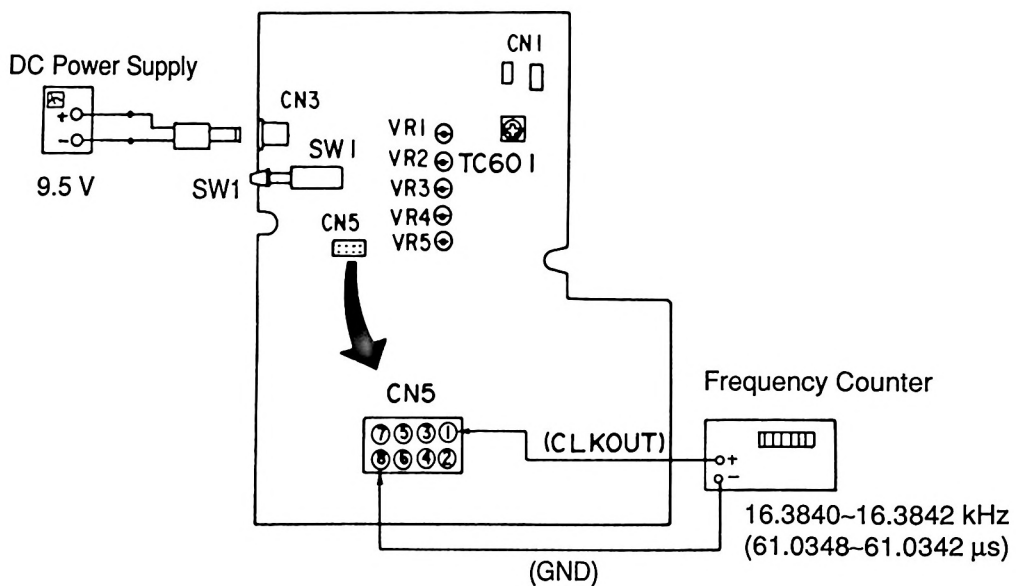 CN1
DC Power Supply
+
−
9.5 V
CN3
SW1
SW1
VR1
VR2
VR3
VR4
VR5
TC601
CN5
CN5
7 5 3 1
8 6 4 2
(CLKOUT)
(GND)
Frequency Counter
+
−
16.3840~16.3842 kHz
(61.0348~61.0342 µs)